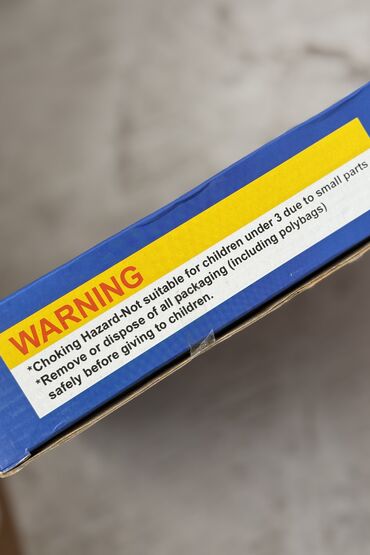 WARNING
*Choking Hazard-Not suitable for children under 3 due to small parts
*Remove or dispose of all packaging (including polybags)
safely before giving to children.